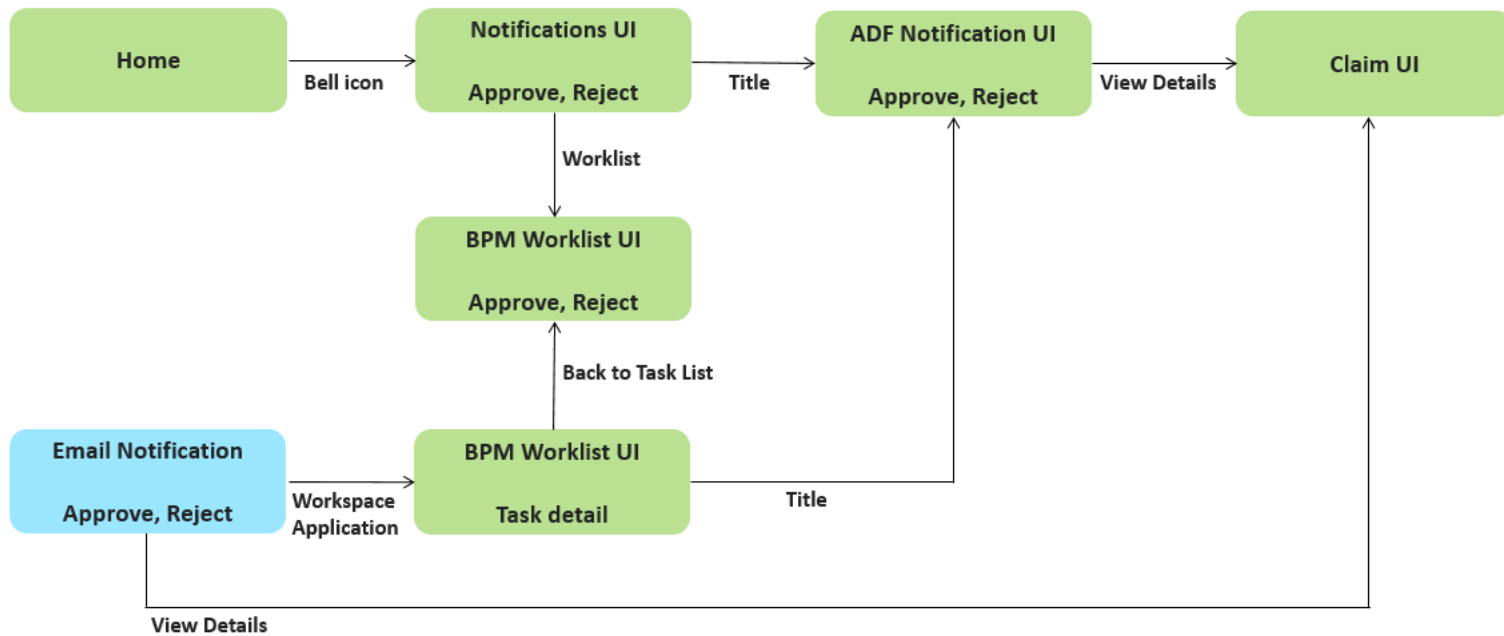 Home
Bell icon
Notifications UI
Approve, Reject
Title
ADF Notification UI
Approve, Reject
View Details
Claim UI
Worklist
BPM Worklist UI
Approve, Reject
Back to Task List
Email Notification
Approve, Reject
Workspace
Application
BPM Worklist UI
Task detail
Title
View Details